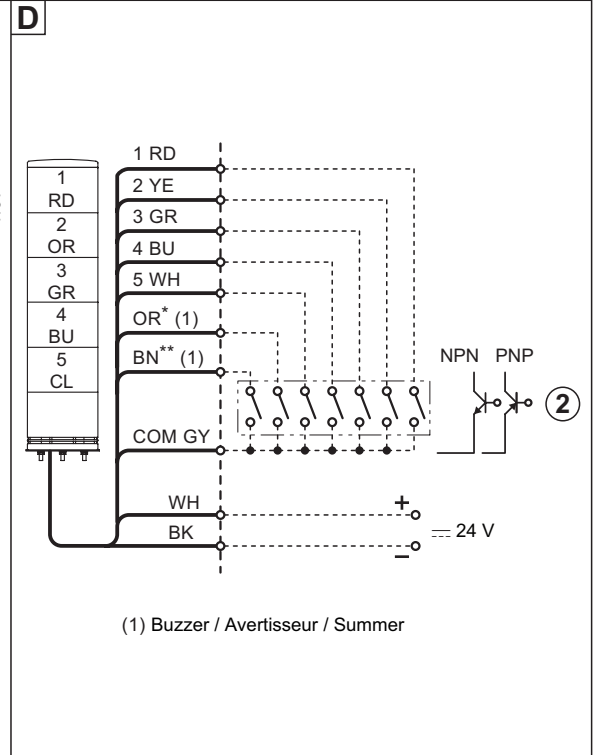 D
1 RD
2 YE
3 GR
4 BU
5 WH
OR* (1)
BN** (1)
COM GY
WH
BK
1
RD
2
OR
3
GR
4
BU
5
CL
NPN PNP
2
+
24 V
–
(1) Buzzer / Avertisseur / Summer